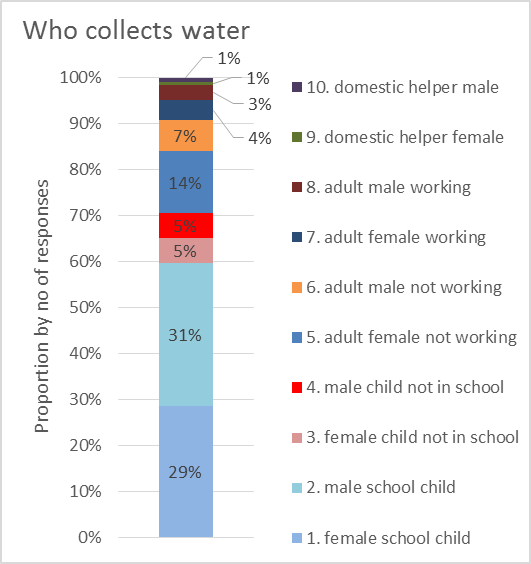 Who collects water
1%
100%
1%
3%
90%
4%
7%
80%
14%
70%
5%
60%
5%
50%
31%
40%
30%
20%
29%
10%
0%
Proportion by no of responses
10. domestic helper male
9. domestic helper female
8. adult male working
7. adult female working
6. adult male not working
5. adult female not working
4. male child not in school
3. female child not in school
2. male school child
1. female school child